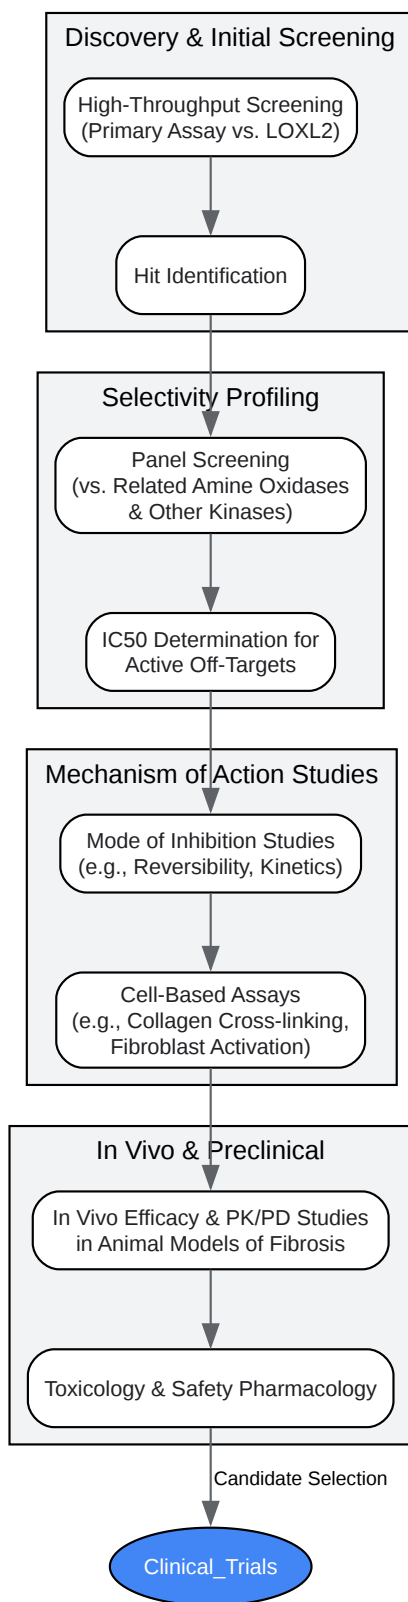 Discovery & Initial Screening
High-Throughput Screening
(Primary Assay vs. LOXL2)
Hit Identification
Selectivity Profiling
Panel Screening
(vs. Related Amine Oxidases
& Other Kinases)
IC50 Determination for
Active Off-Targets
Mechanism of Action Studies
Mode of Inhibition Studies
(e.g., Reversibility, Kinetics)
Cell-Based Assays
(e.g., Collagen Cross-linking,
Fibroblast Activation)
In Vivo & Preclinical
In Vivo Efficacy & PK/PD Studies
in Animal Models of Fibrosis
Toxicology & Safety Pharmacology
Candidate Selection
Clinical_Trials